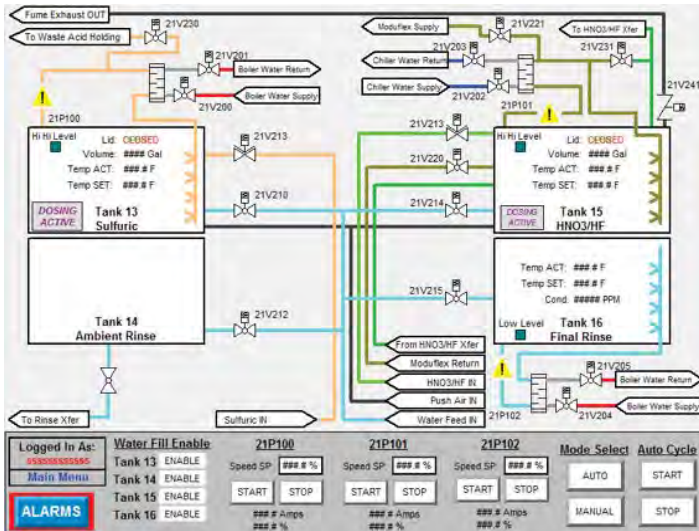 Fume Exhaust OUT
21V230
To Waste Acid Holding
21V201
Boiler Water Return
Boiler Water Supply
21V200
21P100
Moduflex Supply
21V221
To HNO3/HF Xfer
21V203
21V231
Chiller Water Return
Chiller Water Supply
21V202
21V241
21P101
Hi Hi Level
Lid:
Volume: #### Gal
Temp ACT: ###.# F
Temp SET: ###.# F
DOSING ACTIVE
Tank 13
Sulfuric
21V213
21V210
21V213
21V220
21V214
Hi Hi Level
Lid:
Volume: #### Gal
Temp ACT: ###.# F
Temp SET: ###.# F
DOSING ACTIVE
Tank 15
HNO3/HF
Tank 14
Ambient Rinse
21V212
21V215
Temp ACT: ###.# F
Temp SET: ###.# F
Cond: ##### PPM
Low Level
Tank 16
Final Rinse
From HNO3/HF Xfer
Moduflex Return
HNO3/HF IN
Push Air IN
Water Feed IN
21P102
21V205
Boiler Water Return
Boiler Water Supply
21V204
To Rinse Xfer
Sulfuric IN
Logged In As:
Main Menu
ALARMS
Water Fill Enable
Tank 13 ENABLE
Tank 14 ENABLE
Tank 15 ENABLE
Tank 16 ENABLE
21P100
Speed SP: ###.# %
START STOP
###.# Amps
###.# %
21P101
Speed SP: ###.# %
START STOP
###.# Amps
###.# %
21P102
Speed SP: ###.# %
START STOP
###.# Amps
###.# %
Mode Select
AUTO
MANUAL
Auto Cycle
START
STOP